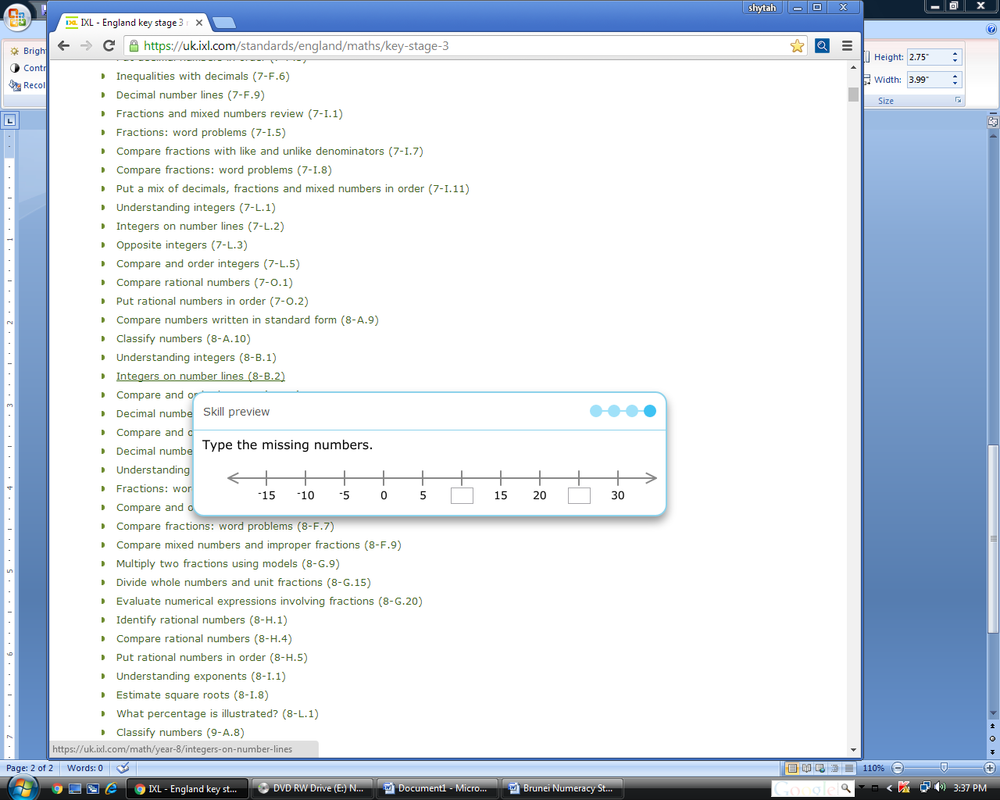 shytah
IXL - England key stage 3
https://uk.ixl.com/standards/england/maths/key-stage-3
Bright
Contr
Recol
Height: 2.75"
Width: 3.99"
Size
Inequalities with decimals (7-F.6)
Decimal number lines (7-F.9)
Fractions and mixed numbers review (7-I.1)
Fractions: word problems (7-I.5)
Compare fractions with like and unlike denominators (7-I.7)
Compare fractions: word problems (7-I.8)
Put a mix of decimals, fractions and mixed numbers in order (7-I.11)
Understanding integers (7-L.1)
Integers on number lines (7-L.2)
Opposite integers (7-L.3)
Compare and order integers (7-L.5)
Compare rational numbers (7-O.1)
Put rational numbers in order (7-O.2)
Compare numbers written in standard form (8-A.9)
Classify numbers (8-A.10)
Understanding integers (8-B.1)
Integers on number lines (8-B.2)
Compare and or
Decimal numbe
Compare and o
Decimal numbe
Understanding
Fractions: wor
Compare and o
Skill preview
Type the missing numbers.
-15 -10 -5 0 5 15 20 30
Compare fractions: word problems (8-F.7)
Compare mixed numbers and improper fractions (8-F.9)
Multiply two fractions using models (8-G.9)
Divide whole numbers and unit fractions (8-G.15)
Evaluate numerical expressions involving fractions (8-G.20)
Identify rational numbers (8-H.1)
Compare rational numbers (8-H.4)
Put rational numbers in order (8-H.5)
Understanding exponents (8-I.1)
Estimate square roots (8-I.8)
What percentage is illustrated? (8-L.1)
Classify numbers (9-A.8)
https://uk.ixl.com/math/year-8/integers-on-number-lines
1
2
3
4
5
6
7
Page: 2 of 2 Words: 0 110%
IXL - England key st... DVD RW Drive (E:) N... Document1 - Micro... Brunei Numeracy St... Google 3:37 PM